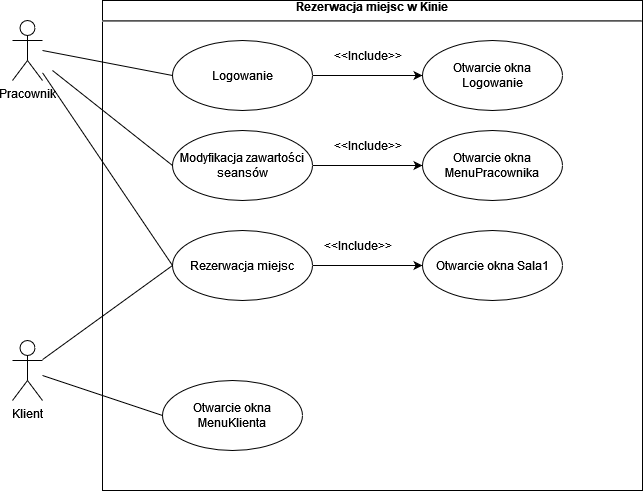 Rezerwacja miejsc w Kinie
Pracownik
Logowanie
<<Include>>
Otwarcie okna
Logowanie
Modyfikacja zawartości
seansów
<<Include>>
Otwarcie okna
MenuPracownika
Rezerwacja miejsc
<<Include>>
Otwarcie okna Sala1
Klient
Otwarcie okna
MenuKlienta